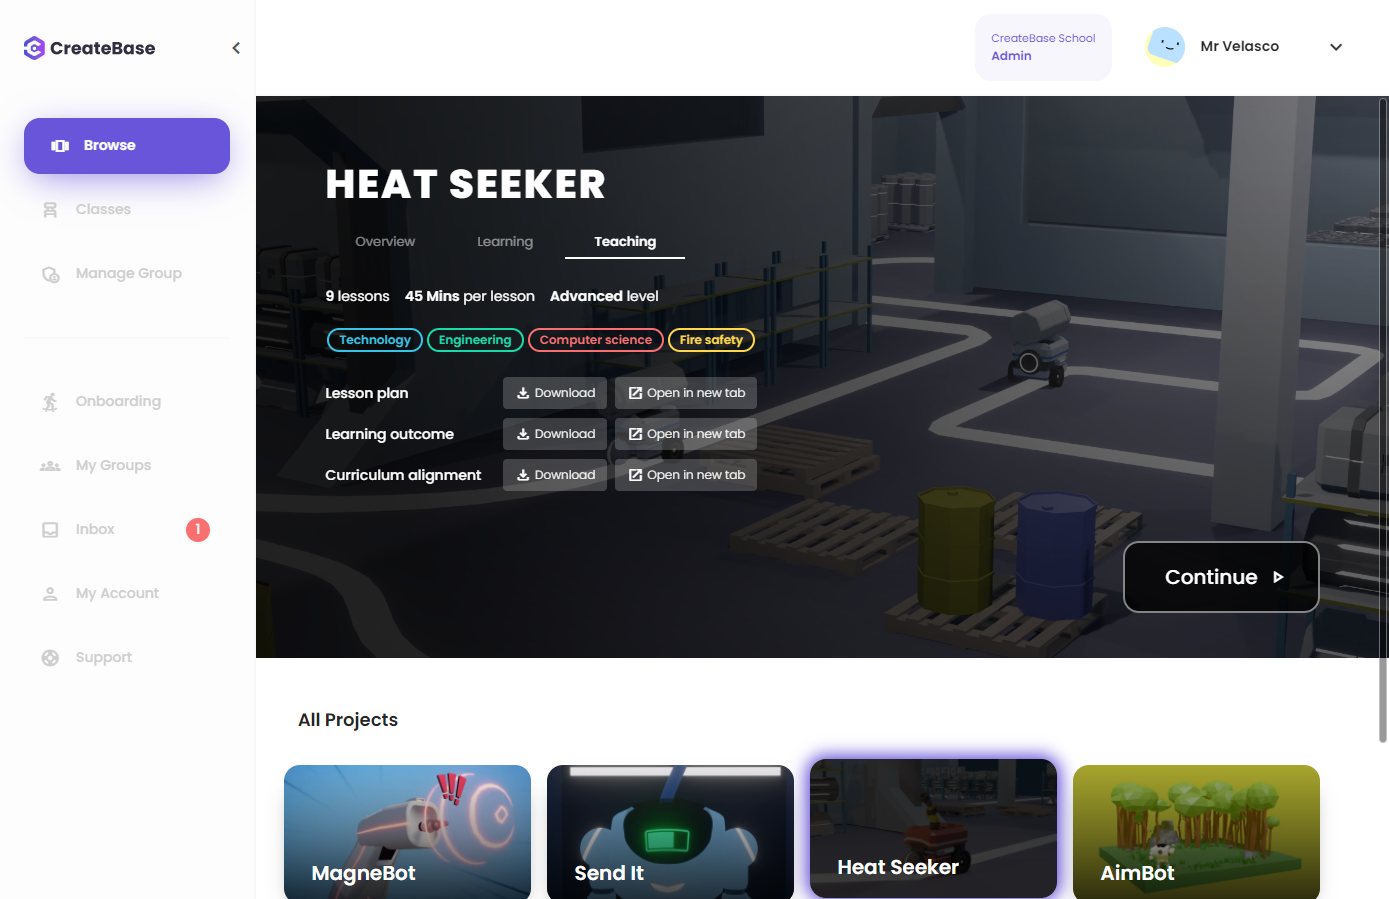 CreateBase
CreateBase School
Admin
Mr Velasco
Browse
Classes
Manage Group
Onboarding
My Groups
Inbox
1
My Account
Support
HEAT SEEKER
Overview
Learning
Teaching
9 lessons 45 Mins per lesson Advanced level
Technology
Engineering
Computer science
Fire safety
Lesson plan
Download
Open in new tab
Learning outcome
Download
Open in new tab
Curriculum alignment
Download
Open in new tab
Continue
All Projects
!!!
MagneBot
Send It
Heat Seeker
AimBot